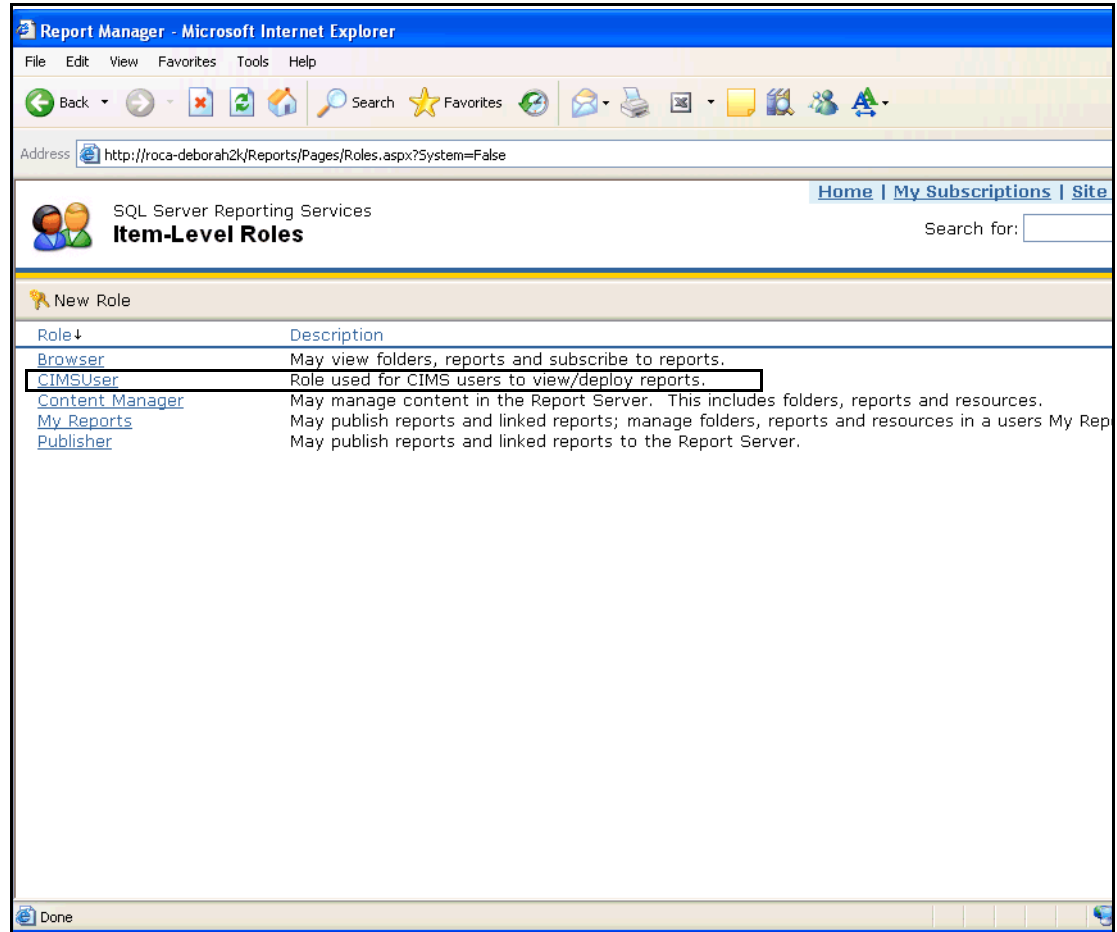 Report Manager - Microsoft Internet Explorer
File Edit View Favorites Tools Help
Back Search Favorites
Address http://roca-deborah2k/Reports/Pages/Roles.aspx?System=False
Home | My Subscriptions | Site
SQL Server Reporting Services
Item-Level Roles
Search for:
New Role
Role Description
Browser May view folders, reports and subscribe to reports.
CIMSUser Role used for CIMS users to view/deploy reports.
Content Manager May manage content in the Report Server. This includes folders, reports and resources.
My Reports May publish reports and linked reports; manage folders, reports and resources in a users My Rep
Publisher May publish reports and linked reports to the Report Server.
Done